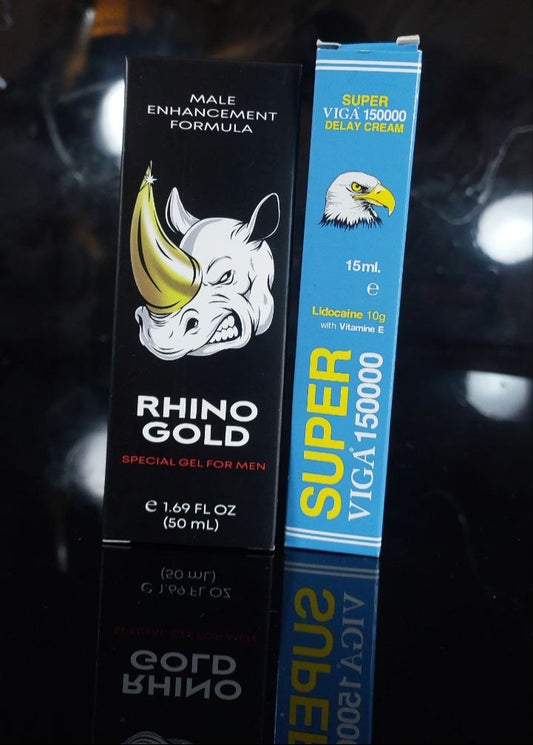 MALE
ENHANCEMENT
FORMULA
RHINO
GOLD
SPECIAL GEL FOR MEN
℮ 1.69 FL OZ
(50 mL)
SUPER
VIGA 150000
DELAY CREAM
15ml.
℮
Lidocaine 10g
with Vitamine E
SUPER
VIGA® 150000